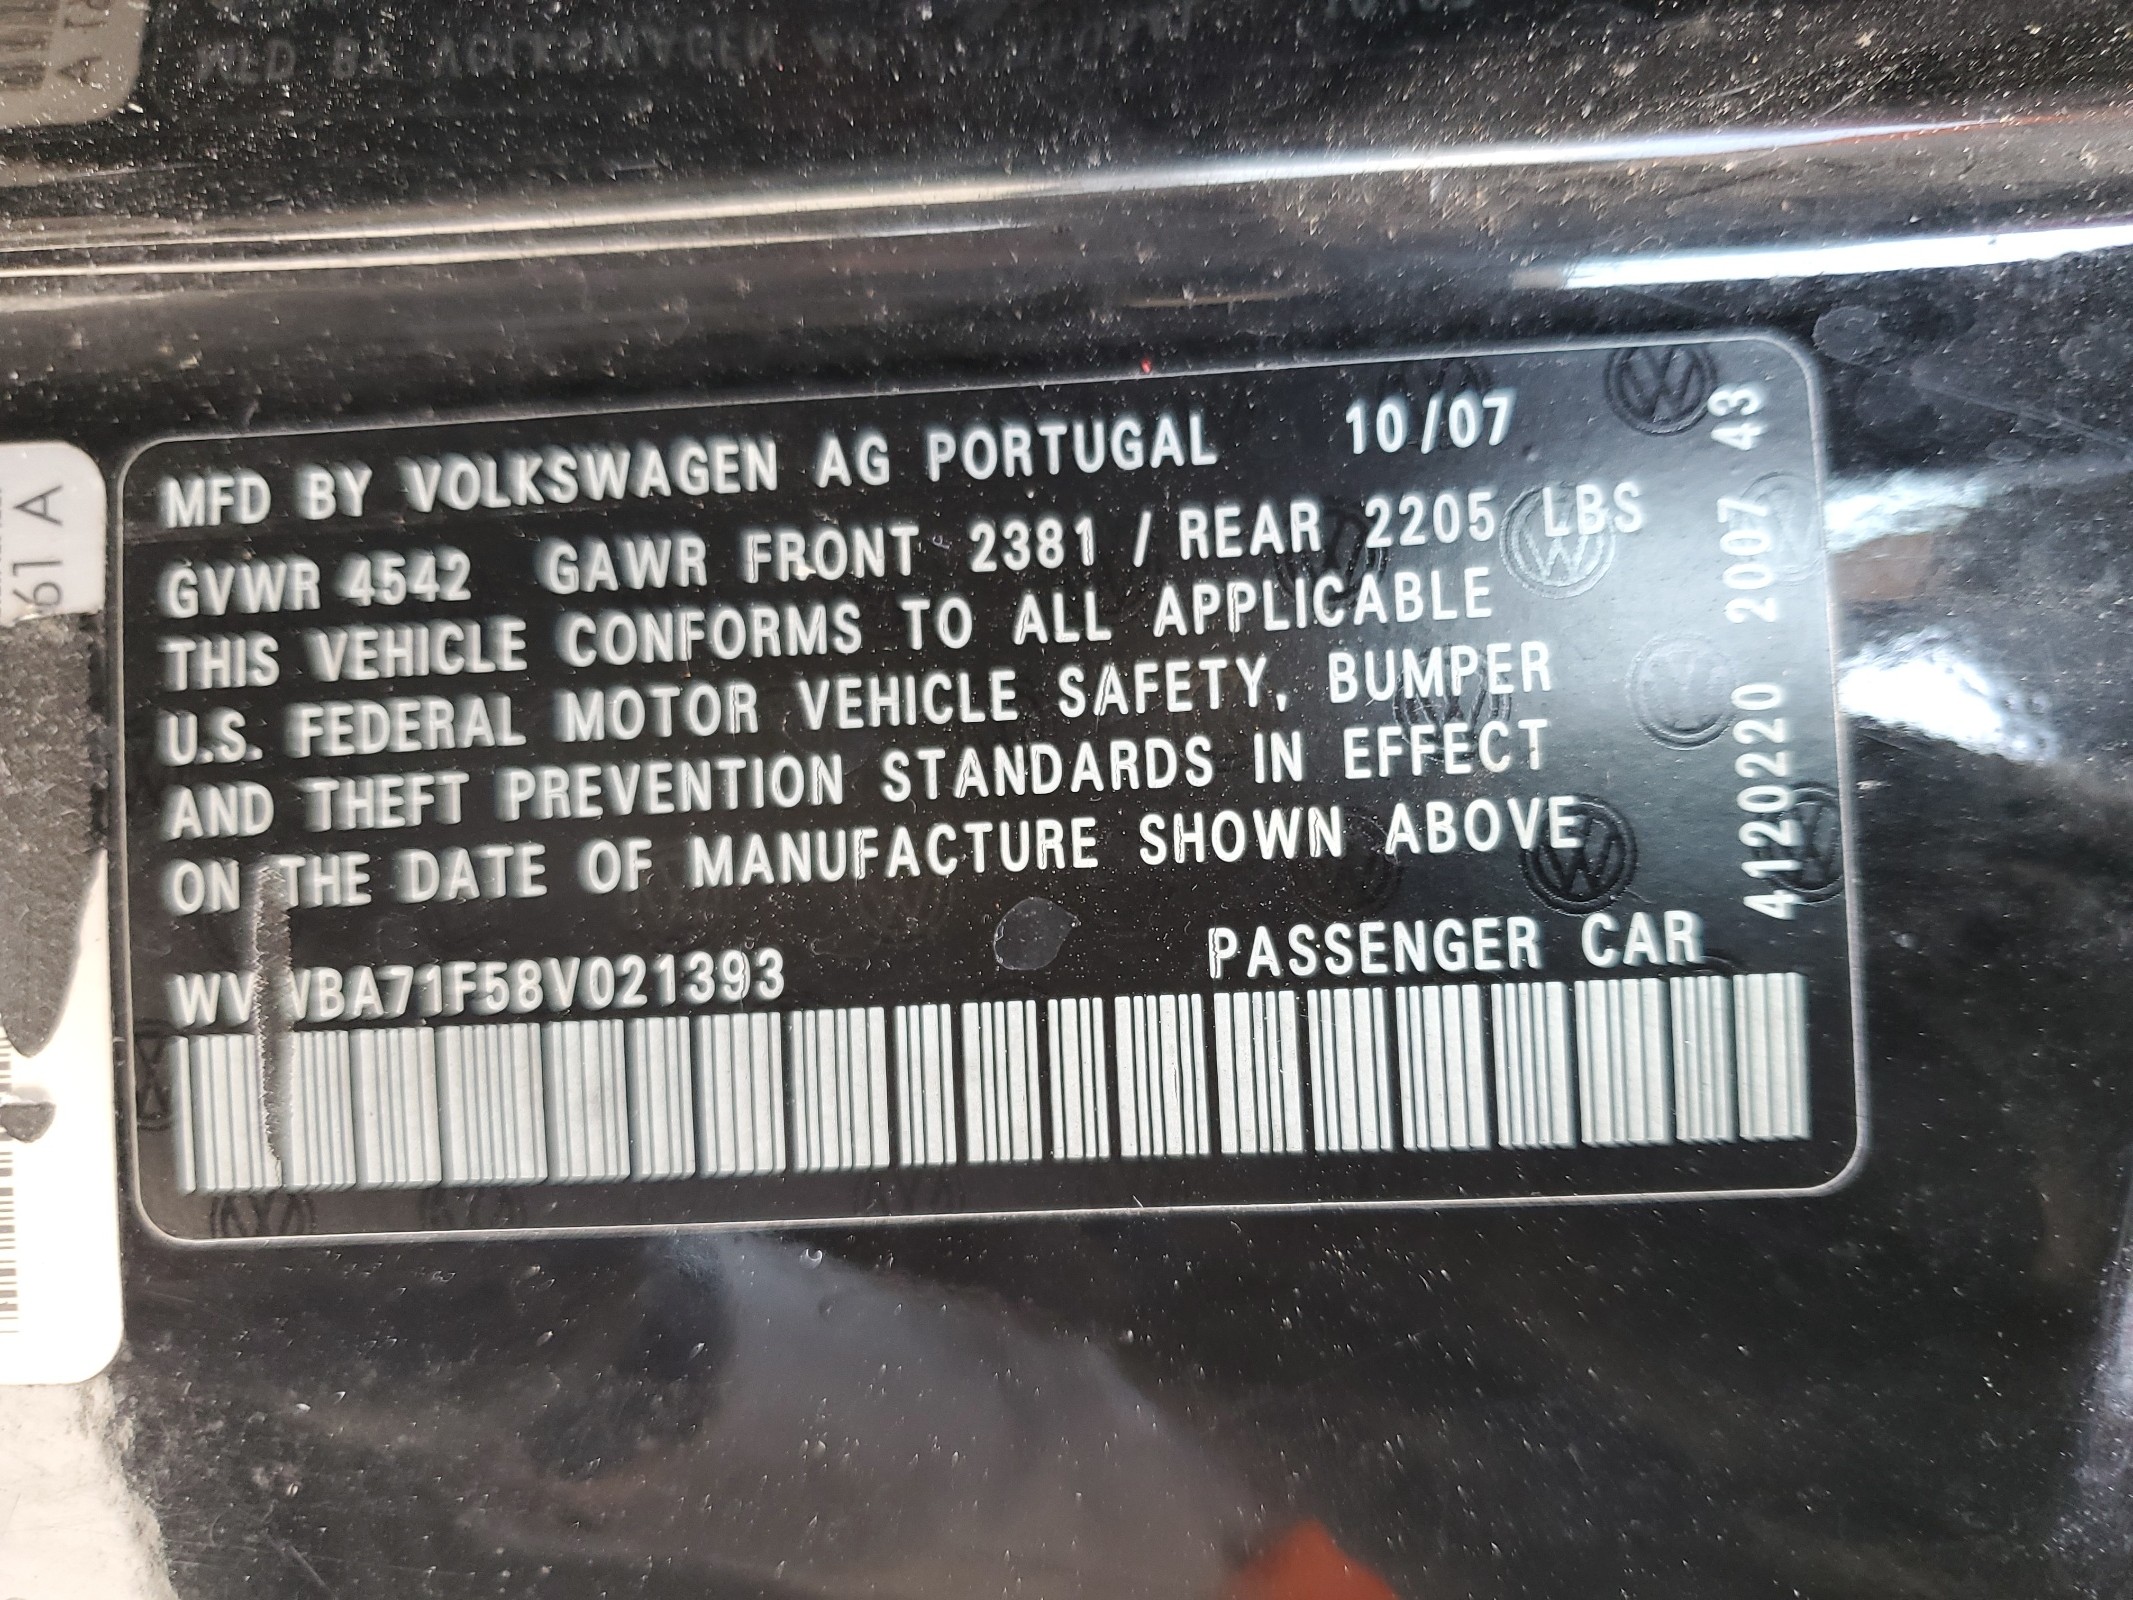 MFD BY VOLKSWAGEN AG PORTUGAL 10/07
GVWR 4542 GAWR FRONT 2381 / REAR 2205 LBS
THIS VEHICLE CONFORMS TO ALL APPLICABLE
U.S. FEDERAL MOTOR VEHICLE SAFETY, BUMPER
AND THEFT PREVENTION STANDARDS IN EFFECT
ON THE DATE OF MANUFACTURE SHOWN ABOVE
WVWBA71F58V021393 PASSENGER CAR
4120220 2007 43
61 A